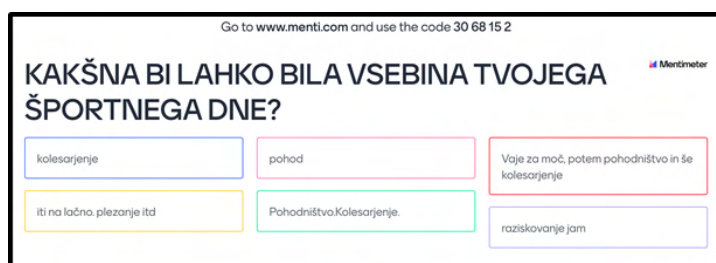 Go to www.menti.com and use the code 30 68 15 2
KAKŠNA BI LAHKO BILA VSEBINA TVOJEGA
ŠPORTNEGA DNE?
Mentimeter
kolesarjenje
pohod
Vaje za moč, potem pohodništvo in še
kolesarjenje
iti na lačno. plezanje itd
Pohodništvo.Kolesarjenje.
raziskovanje jam